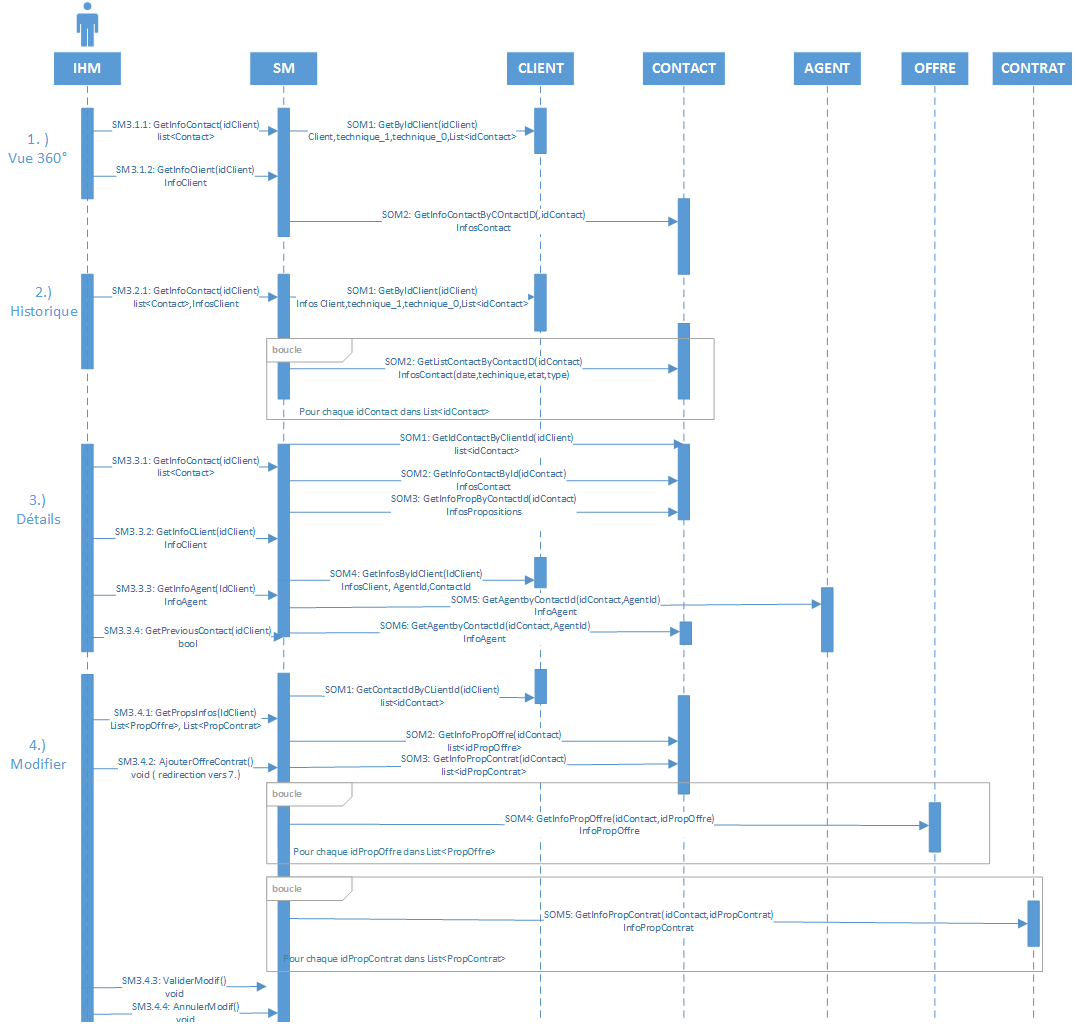 IHM
SM
CLIENT
CONTACT
AGENT
OFFRE
CONTRAT
1. )
Vue 360°
SM3.1.1: GetInfoContact(idClient)
list<Contact>
SOM1: GetByIdClient(idClient)
Client,technique_1,technique_0,List<idContact>
SM3.1.2: GetInfoClient(idClient)
InfoClient
SOM2: GetInfoContactByCOntactID(,idContact)
InfosContact
2.)
Historique
SM3.2.1: GetInfoContact(idClient)
list<Contact>,InfosClient
SOM1: GetByIdClient(idClient)
Infos Client,technique_1,technique_0,List<idContact>
boucle
SOM2: GetListContactByContactID(idContact)
InfosContact(date,techinique,etat,type)
Pour chaque idContact dans List<idContact>
3.)
Détails
SOM1: GetIdContactByClientId(idClient)
list<idContact>
SM3.3.1: GetInfoContact(idClient)
list<Contact>
SOM2: GetInfoContactById(idContact)
InfosContact
SOM3: GetInfoPropByContactId(idContact)
InfosPropositions
SM3.3.2: GetInfoCLient(idClient)
InfoClient
SOM4: GetInfosByIdClient(IdClient)
InfosClient, AgentId,ContactId
SM3.3.3: GetInfoAgent(IdClient)
InfoAgent
SOM5: GetAgentbyContactId(idContact,AgentId)
InfoAgent
SM3.3.4: GetPreviousContact(idClient)
bool
SOM6: GetAgentbyContactId(idContact,AgentId)
InfoAgent
4.)
Modifier
SOM1: GetContactIdByCLientId(idClient)
list<idContact>
SM3.4.1: GetPropsInfos(IdClient)
List<PropOffre>, List<PropContrat>
SOM2: GetInfoPropOffre(idContact)
list<idPropOffre>
SM3.4.2: AjouterOffreContrat()
void ( redirection vers 7.)
SOM3: GetInfoPropContrat(idContact)
list<idPropContrat>
boucle
SOM4: GetInfoPropOffre(idContact,idPropOffre)
InfoPropOffre
Pour chaque idPropOffre dans List<PropOffre>
boucle
SOM5: GetInfoPropContrat(idContact,idPropContrat)
InfoPropContrat
Pour chaque idPropContrat dans List<PropContrat>
SM3.4.3: ValiderModif()
void
SM3.4.4: AnnulerModif()
void